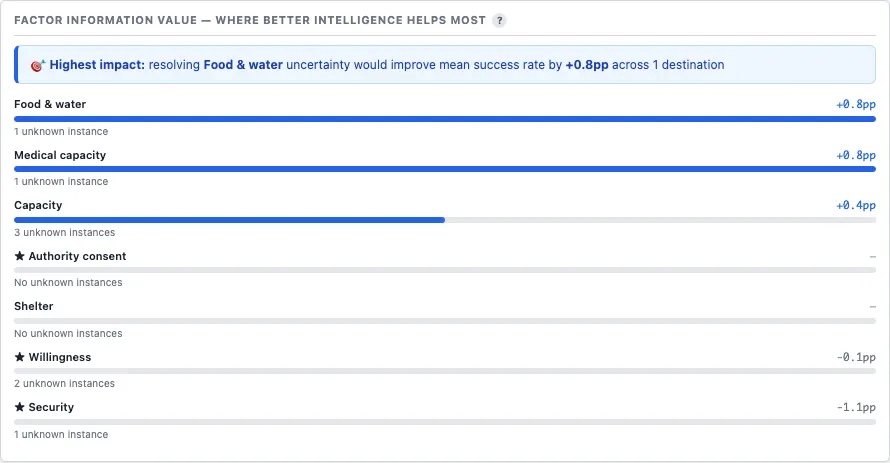 FACTOR INFORMATION VALUE — WHERE BETTER INTELLIGENCE HELPS MOST ?
🎯 Highest impact: resolving Food & water uncertainty would improve mean success rate by +0.8pp across 1 destination
Food & water +0.8pp
1 unknown instance
Medical capacity +0.8pp
1 unknown instance
Capacity +0.4pp
3 unknown instances
★ Authority consent —
No unknown instances
Shelter —
No unknown instances
★ Willingness -0.1pp
2 unknown instances
★ Security -1.1pp
1 unknown instance